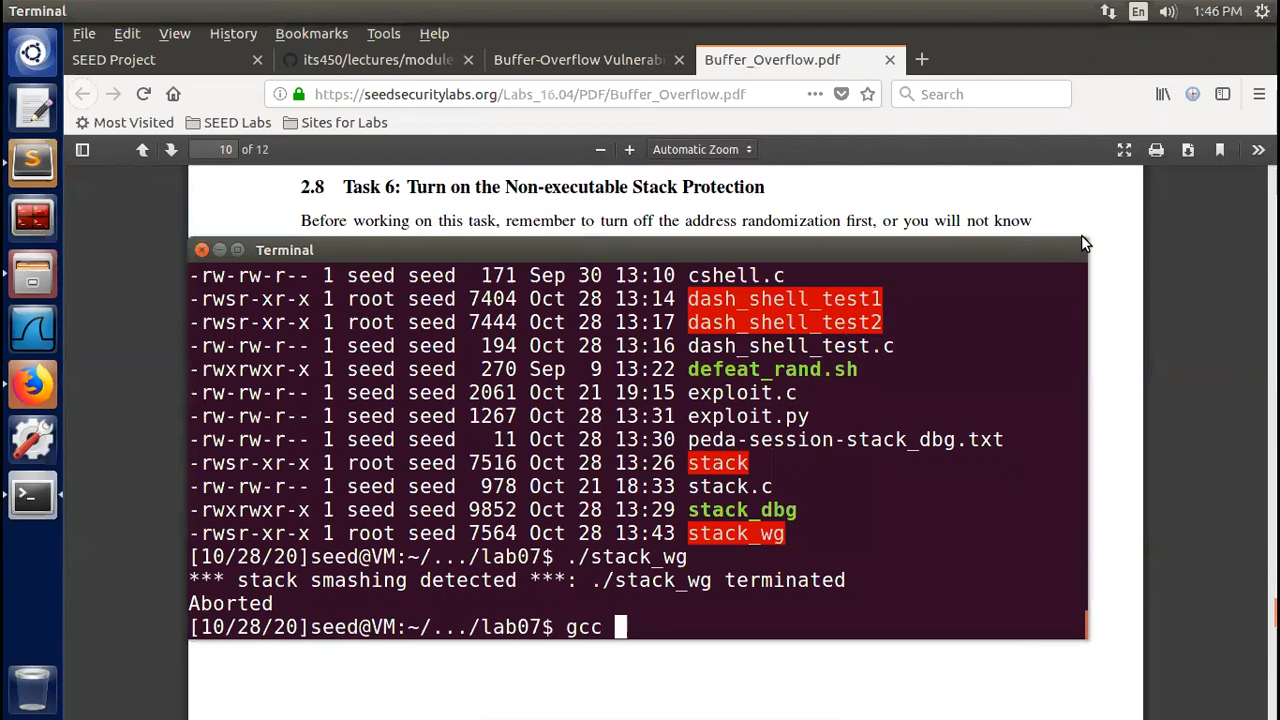 Terminal
En
1:46 PM
File Edit View History Bookmarks Tools Help
SEED Project
its450/lectures/module
Buffer-Overflow Vulnerab
Buffer_Overflow.pdf
https://seedsecuritylabs.org/Labs_16.04/PDF/Buffer_Overflow.pdf
Search
Most Visited SEED Labs Sites for Labs
10 of 12
Automatic Zoom
2.8 Task 6: Turn on the Non-executable Stack Protection
Before working on this task, remember to turn off the address randomization first, or you will not know
Terminal
-rw-rw-r-- 1 seed seed 171 Sep 30 13:10 cshell.c
-rwsr-xr-x 1 root seed 7404 Oct 28 13:14 dash_shell_test1
-rwsr-xr-x 1 root seed 7444 Oct 28 13:17 dash_shell_test2
-rw-rw-r-- 1 seed seed 194 Oct 28 13:16 dash_shell_test.c
-rwxrwxr-x 1 seed seed 270 Sep 9 13:22 defeat_rand.sh
-rw-rw-r-- 1 seed seed 2061 Oct 21 19:15 exploit.c
-rw-rw-r-- 1 seed seed 1267 Oct 28 13:31 exploit.py
-rw-rw-r-- 1 seed seed 11 Oct 28 13:30 peda-session-stack_dbg.txt
-rwsr-xr-x 1 root seed 7516 Oct 28 13:26 stack
-rw-rw-r-- 1 seed seed 978 Oct 21 18:33 stack.c
-rwxrwxr-x 1 seed seed 9852 Oct 28 13:29 stack_dbg
-rwsr-xr-x 1 root seed 7564 Oct 28 13:43 stack_wg
[10/28/20]seed@VM:~/.../lab07$ ./stack_wg
*** stack smashing detected ***: ./stack_wg terminated
Aborted
[10/28/20]seed@VM:~/.../lab07$ gcc